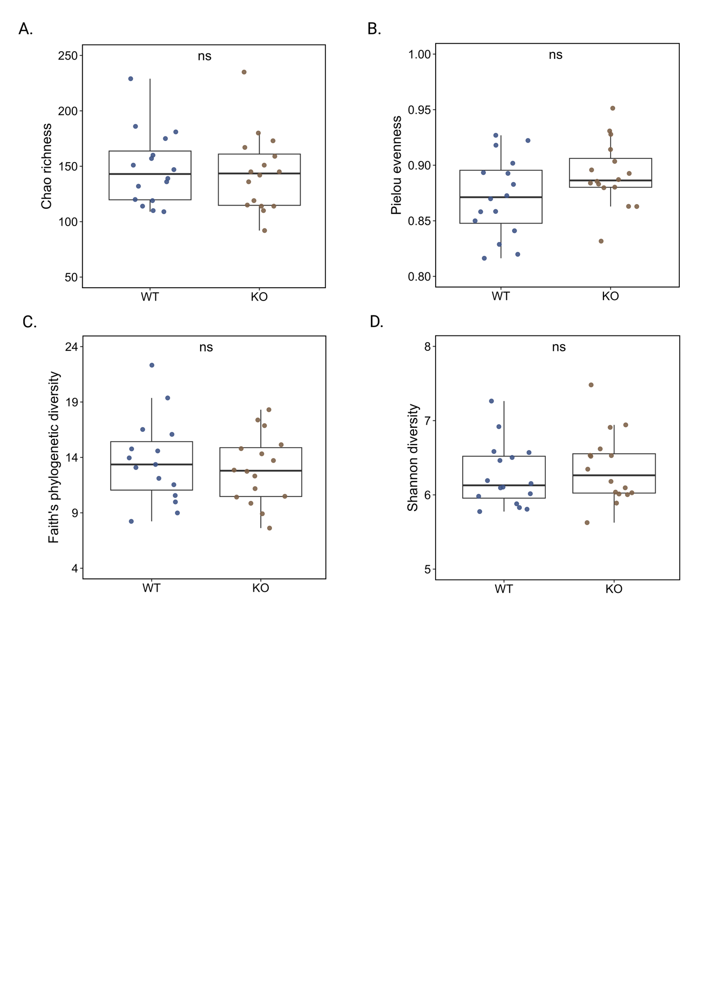 A.
ns
Chao richness
250
200
150
100
50
WT
KO
B.
ns
Pielou evenness
1.00
0.95
0.90
0.85
0.80
WT
KO
C.
ns
Faith's phylogenetic diversity
24
19
14
9
4
WT
KO
D.
ns
Shannon diversity
8
7
6
5
WT
KO